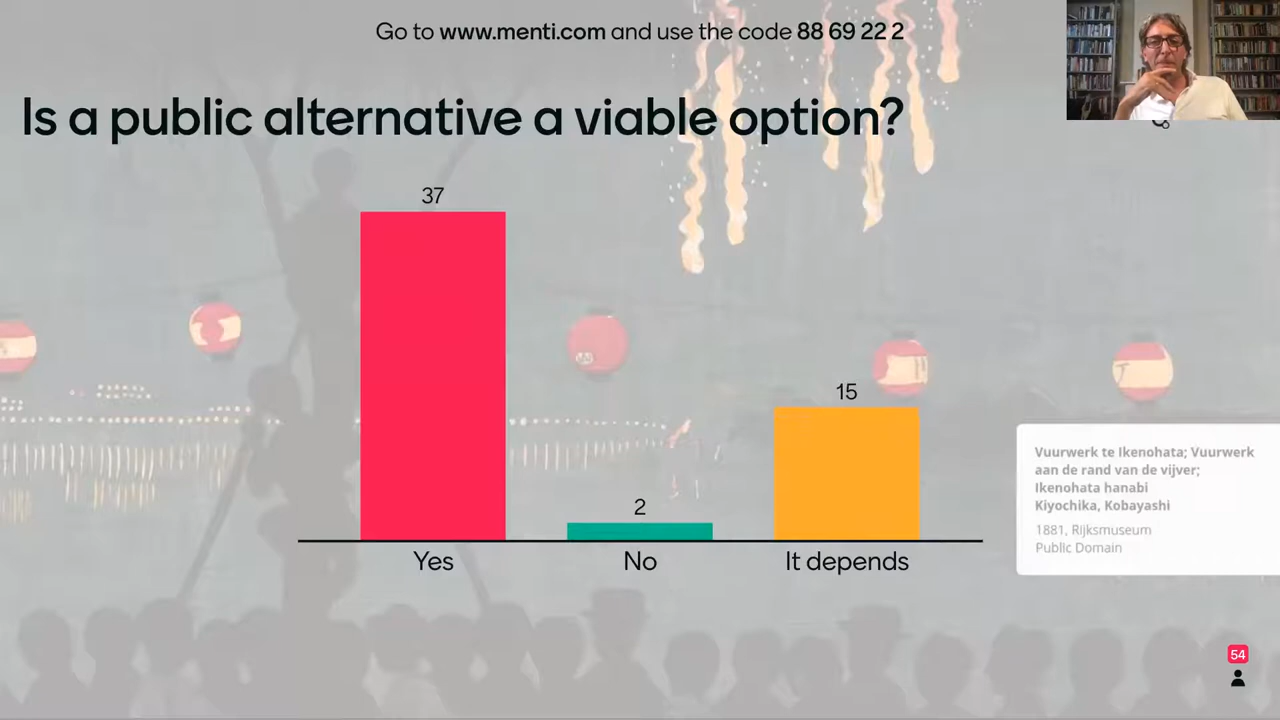 Go to www.menti.com and use the code 88 69 22 2
Is a public alternative a viable option?
37
2
15
Yes
No
It depends
Vuurwerk te Ikenohata; Vuurwerk
aan de rand van de vijver;
Ikenohata hanabi
Kiyochika, Kobayashi
1881, Rijksmuseum
Public Domain
54